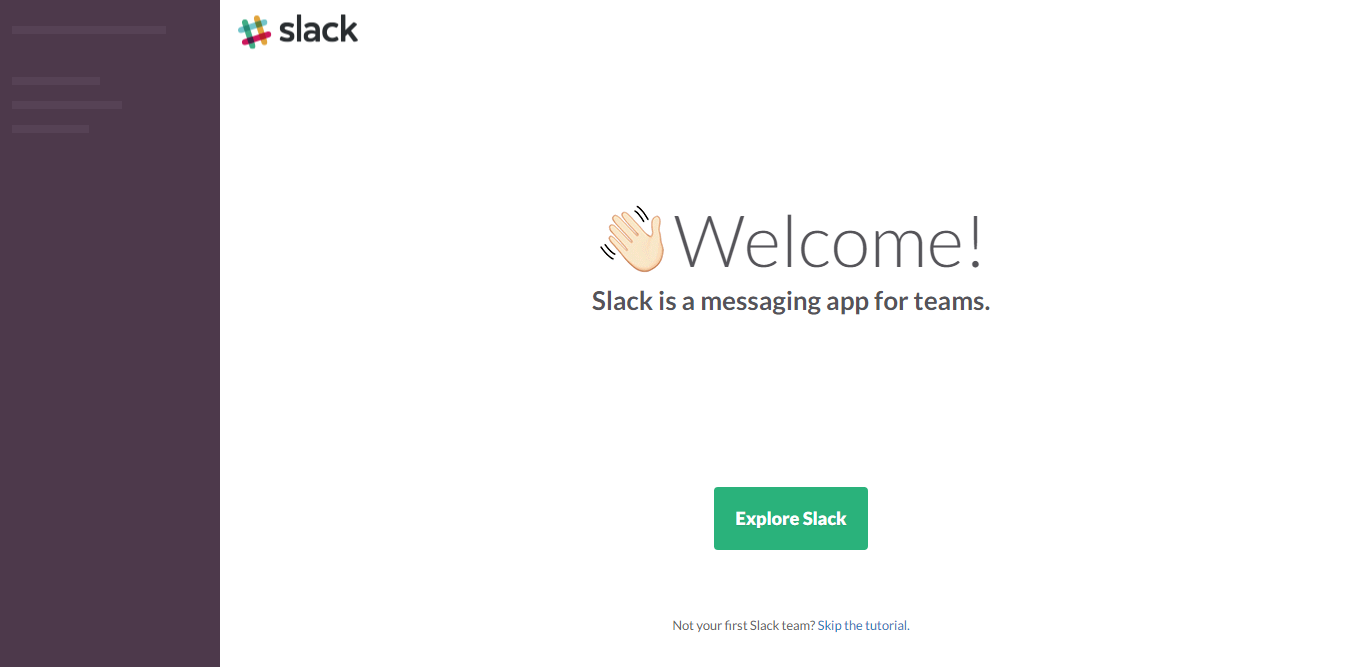 slack
Welcome!
Slack is a messaging app for teams.
Explore Slack
Not your first Slack team? Skip the tutorial.